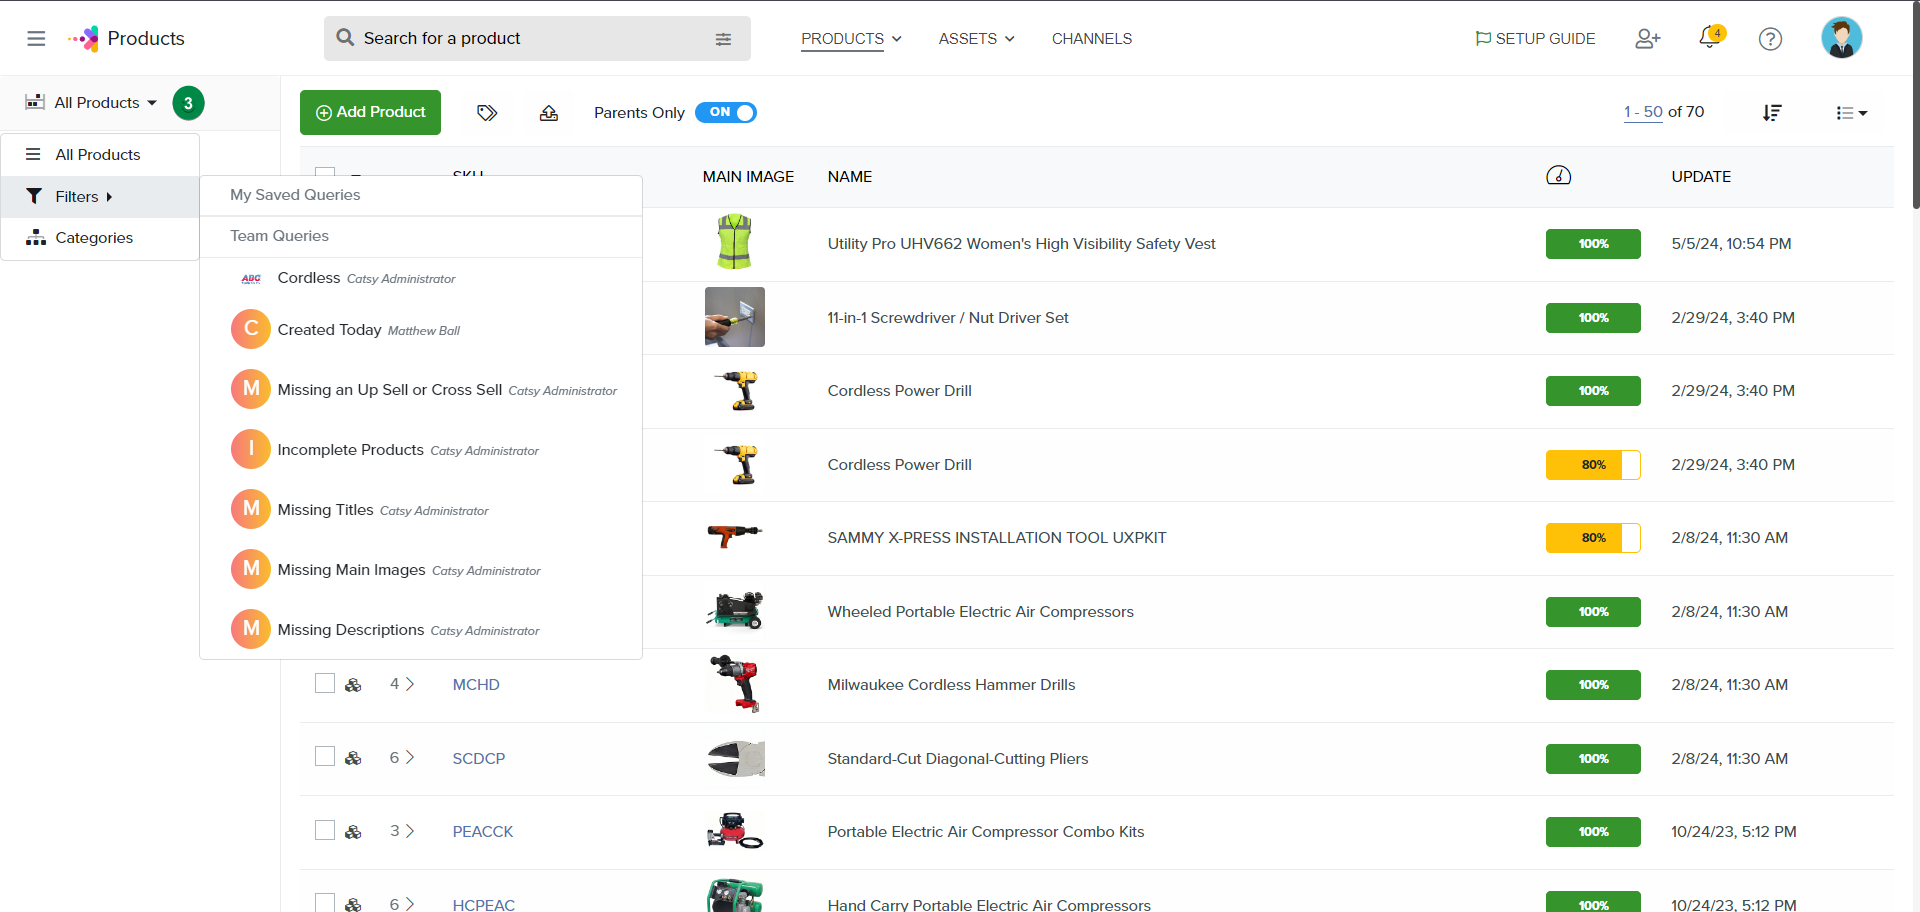 Products
Search for a product
PRODUCTS
ASSETS
CHANNELS
SETUP GUIDE
4
All Products
3
Add Product
Parents Only
ON
1 - 50 of 70
All Products
Filters
Categories
My Saved Queries
Team Queries
ABC
Cordless Catsy Administrator
C Created Today Matthew Ball
M Missing an Up Sell or Cross Sell Catsy Administrator
I Incomplete Products Catsy Administrator
M Missing Titles Catsy Administrator
M Missing Main Images Catsy Administrator
M Missing Descriptions Catsy Administrator
SKU MAIN IMAGE NAME UPDATE
Utility Pro UHV662 Women's High Visibility Safety Vest 100% 5/5/24, 10:54 PM
11-in-1 Screwdriver / Nut Driver Set 100% 2/29/24, 3:40 PM
Cordless Power Drill 100% 2/29/24, 3:40 PM
Cordless Power Drill 80% 2/29/24, 3:40 PM
SAMMY X-PRESS INSTALLATION TOOL UXPKIT 80% 2/8/24, 11:30 AM
Wheeled Portable Electric Air Compressors 100% 2/8/24, 11:30 AM
4 MCHD Milwaukee Cordless Hammer Drills 100% 2/8/24, 11:30 AM
6 SCDCP Standard-Cut Diagonal-Cutting Pliers 100% 2/8/24, 11:30 AM
3 PEACCK Portable Electric Air Compressor Combo Kits 100% 10/24/23, 5:12 PM
6 HCPEAC Hand Carry Portable Electric Air Compressors 100% 10/24/23, 5:12 PM